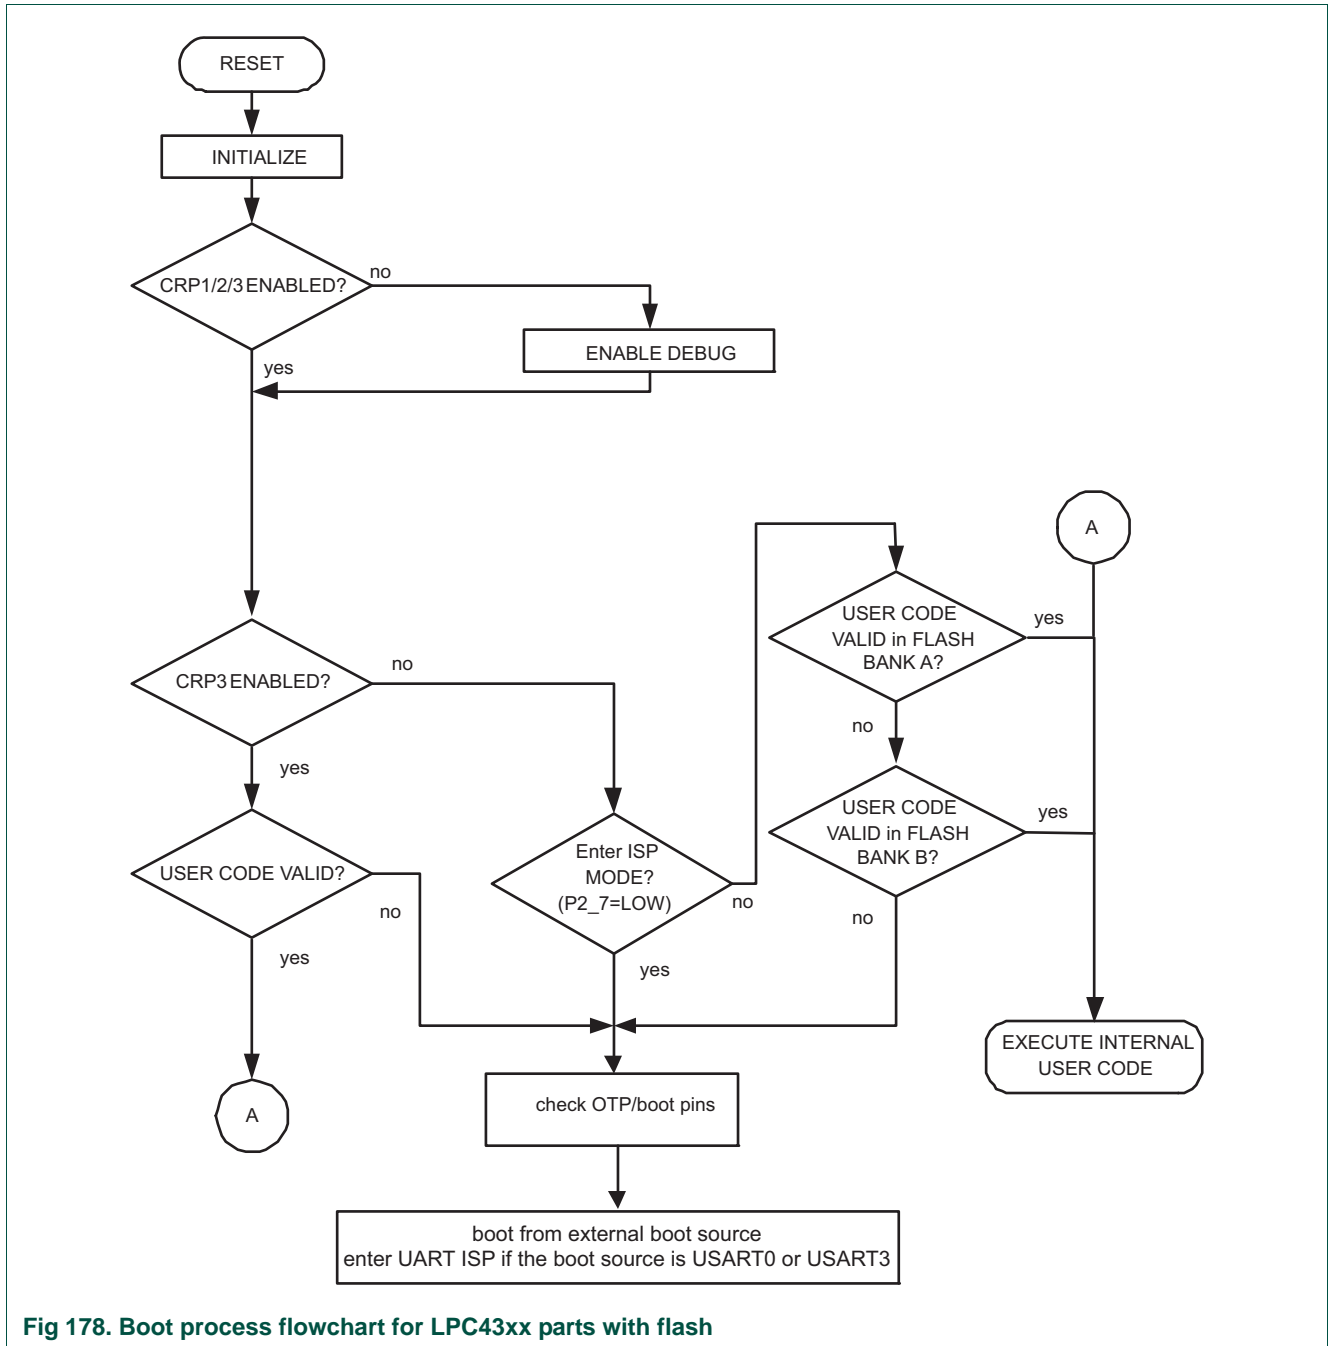 RESET
INITIALIZE
CRP1/2/3 ENABLED?
no
ENABLE DEBUG
yes
CRP3 ENABLED?
no
yes
USER CODE VALID?
no
yes
A
Enter ISP
MODE?
(P2_7=LOW)
no
yes
USER CODE
VALID in FLASH
BANK A?
yes
no
USER CODE
VALID in FLASH
BANK B?
yes
no
A
EXECUTE INTERNAL
USER CODE
check OTP/boot pins
boot from external boot source
enter UART ISP if the boot source is USART0 or USART3
Fig 178. Boot process flowchart for LPC43xx parts with flash